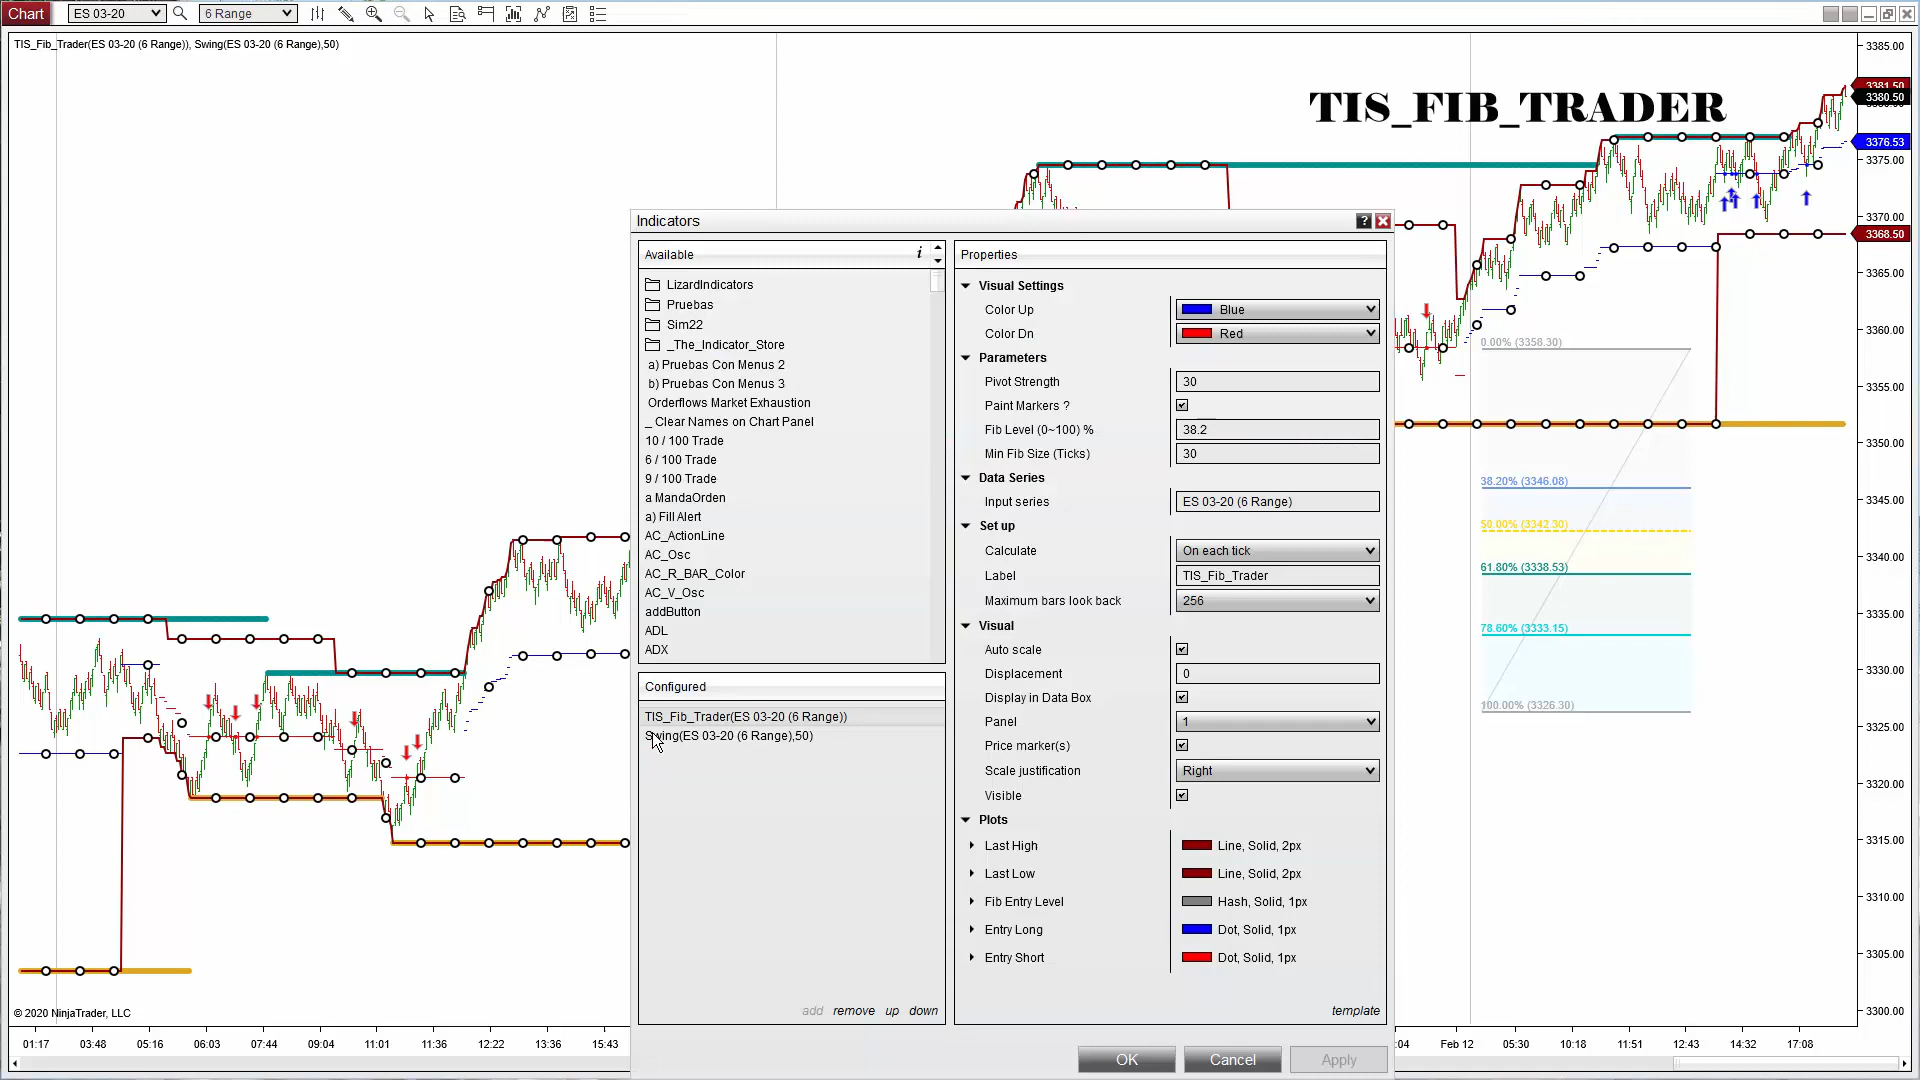 Chart
ES 03-20
6 Range
TIS_Fib_Trader(ES 03-20 (6 Range)), Swing(ES 03-20 (6 Range),50)
TIS_FIB_TRADER
3385.00
3381.50
3380.50
3376.53
3375.00
3370.00
3368.50
3365.00
3360.00
3355.00
3350.00
3345.00
3340.00
3335.00
3330.00
3325.00
3320.00
3315.00
3310.00
3305.00
3300.00
0.00% (3358.30)
38.20% (3346.08)
50.00% (3342.30)
61.80% (3338.53)
78.60% (3333.15)
100.00% (3326.30)
Indicators
?
Available
i
LizardIndicators
Pruebas
Sim22
_The_Indicator_Store
a) Pruebas Con Menus 2
b) Pruebas Con Menus 3
Orderflows Market Exhaustion
_ Clear Names on Chart Panel
10 / 100 Trade
6 / 100 Trade
9 / 100 Trade
a MandaOrden
a) Fill Alert
AC_ActionLine
AC_Osc
AC_R_BAR_Color
AC_V_Osc
addButton
ADL
ADX
Configured
TIS_Fib_Trader(ES 03-20 (6 Range))
Swing(ES 03-20 (6 Range),50)
add remove up down
Properties
Visual Settings
Color Up Blue
Color Dn Red
Parameters
Pivot Strength 30
Paint Markers ?
Fib Level (0~100) % 38.2
Min Fib Size (Ticks) 30
Data Series
Input series ES 03-20 (6 Range)
Set up
Calculate On each tick
Label TIS_Fib_Trader
Maximum bars look back 256
Visual
Auto scale
Displacement 0
Display in Data Box
Panel 1
Price marker(s)
Scale justification Right
Visible
Plots
Last High Line, Solid, 2px
Last Low Line, Solid, 2px
Fib Entry Level Hash, Solid, 1px
Entry Long Dot, Solid, 1px
Entry Short Dot, Solid, 1px
template
OK Cancel Apply
© 2020 NinjaTrader, LLC
01:17 03:48 05:16 06:03 07:44 09:04 11:01 11:36 12:22 13:36 15:43 :04 Feb 12 05:30 10:18 11:51 12:43 14:32 17:08